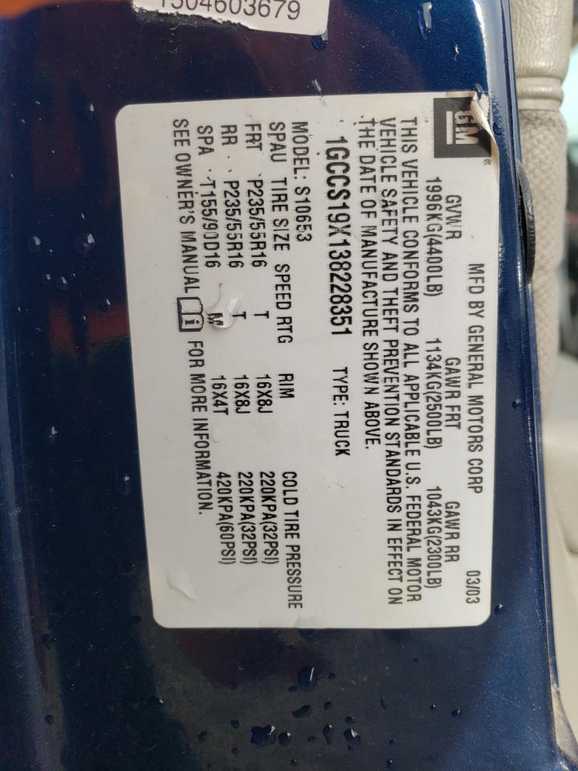 1504603679
GM
MFD BY GENERAL MOTORS CORP 03/03
GVWR GAWR FRT GAWR RR
1996KG(4400LB) 1134KG(2500LB) 1043KG(2300LB)
THIS VEHICLE CONFORMS TO ALL APPLICABLE U.S. FEDERAL MOTOR
VEHICLE SAFETY AND THEFT PREVENTION STANDARDS IN EFFECT ON
THE DATE OF MANUFACTURE SHOWN ABOVE.
1GCCS19X138228351 TYPE: TRUCK
MODEL: S10653
SPAU TIRE SIZE SPEED RTG RIM COLD TIRE PRESSURE
FRT P235/55R16 T 16X8J 220KPA(32PSI)
RR P235/55R16 T 16X8J 220KPA(32PSI)
SPA T155/90D16 M 16X4T 420KPA(60PSI)
SEE OWNER'S MANUAL FOR MORE INFORMATION.